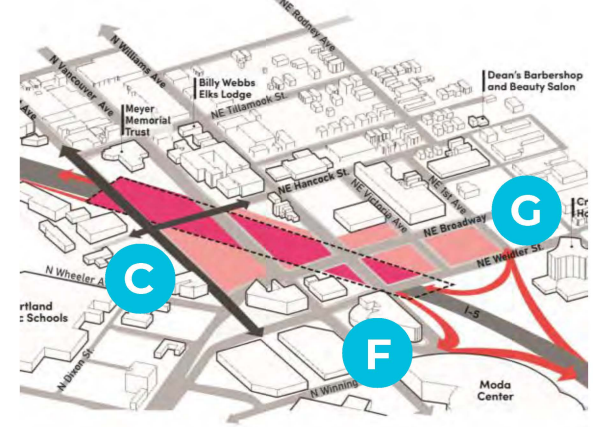 NE Rodney Ave
N Williams Ave
N Vancouver Ave
Ave
Billy Webbs
Elks Lodge
Dean's Barbershop
and Beauty Salon
NE Tillamook St.
Meyer
Memorial
Trust
NE Hancock St.
NE Victoria Ave
NE 1st Ave
G
NE Broadway
NE Weidler St.
C
N Wheeler
rtland
Schools
I-5
N Dixon St.
F
N Winning
Moda
Center